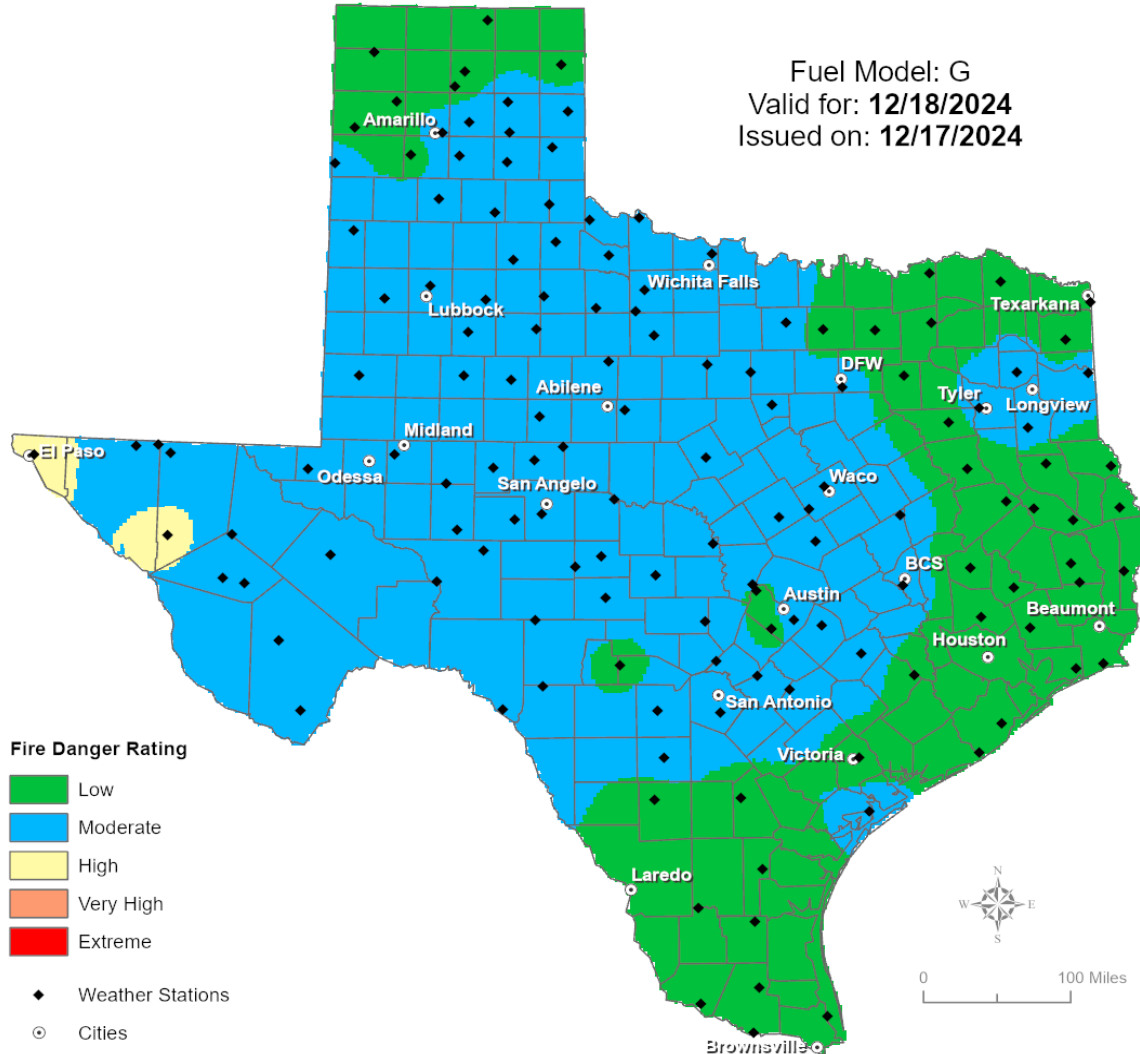 Fuel Model: G
Valid for: 12/18/2024
Issued on: 12/17/2024
Amarillo
Wichita Falls
Lubbock
Texarkana
DFW
Abilene
Tyler
Longview
Midland
El Paso
Odessa
San Angelo
Waco
BCS
Austin
Beaumont
Houston
San Antonio
Victoria
Fire Danger Rating
Low
Moderate
High
Very High
Extreme
Weather Stations
Cities
Laredo
Brownsville
N
W E
S
0 100 Miles